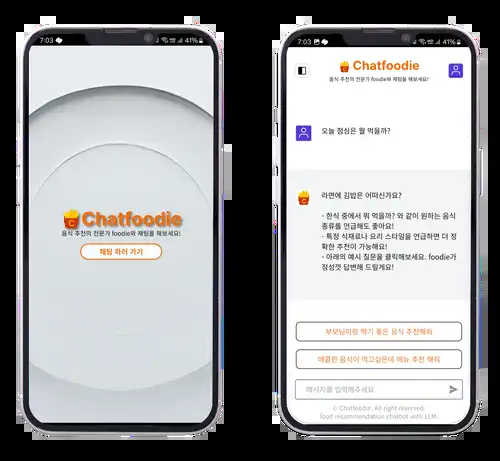 7:03
41%
Chatfoodie
음식 추천의 전문가 foodie와 채팅을 해보세요!
채팅 하러 가기
7:03
41%
Chatfoodie
음식 추천의 전문가 foodie와 채팅을 해보세요!
오늘 점심은 뭘 먹을까?
라면에 김밥은 어떠신가요?
- 한식 중에서 뭐 먹을까? 와 같이 원하는 음식
종류를 언급해도 좋아요!
- 특정 식재료나 요리 스타일을 언급하면 더 정
확한 추천이 가능해요!
- 아래의 예시 질문을 클릭해보세요. foodie가
정성껏 답변해 드릴게요!
부모님이랑 먹기 좋은 음식 추천해줘
매콤한 음식이 먹고싶은데 메뉴 추천 해줘
메시지를 입력해주세요
© Chatfoodie. All right reserved.
food recommendation chatbot with LLM.